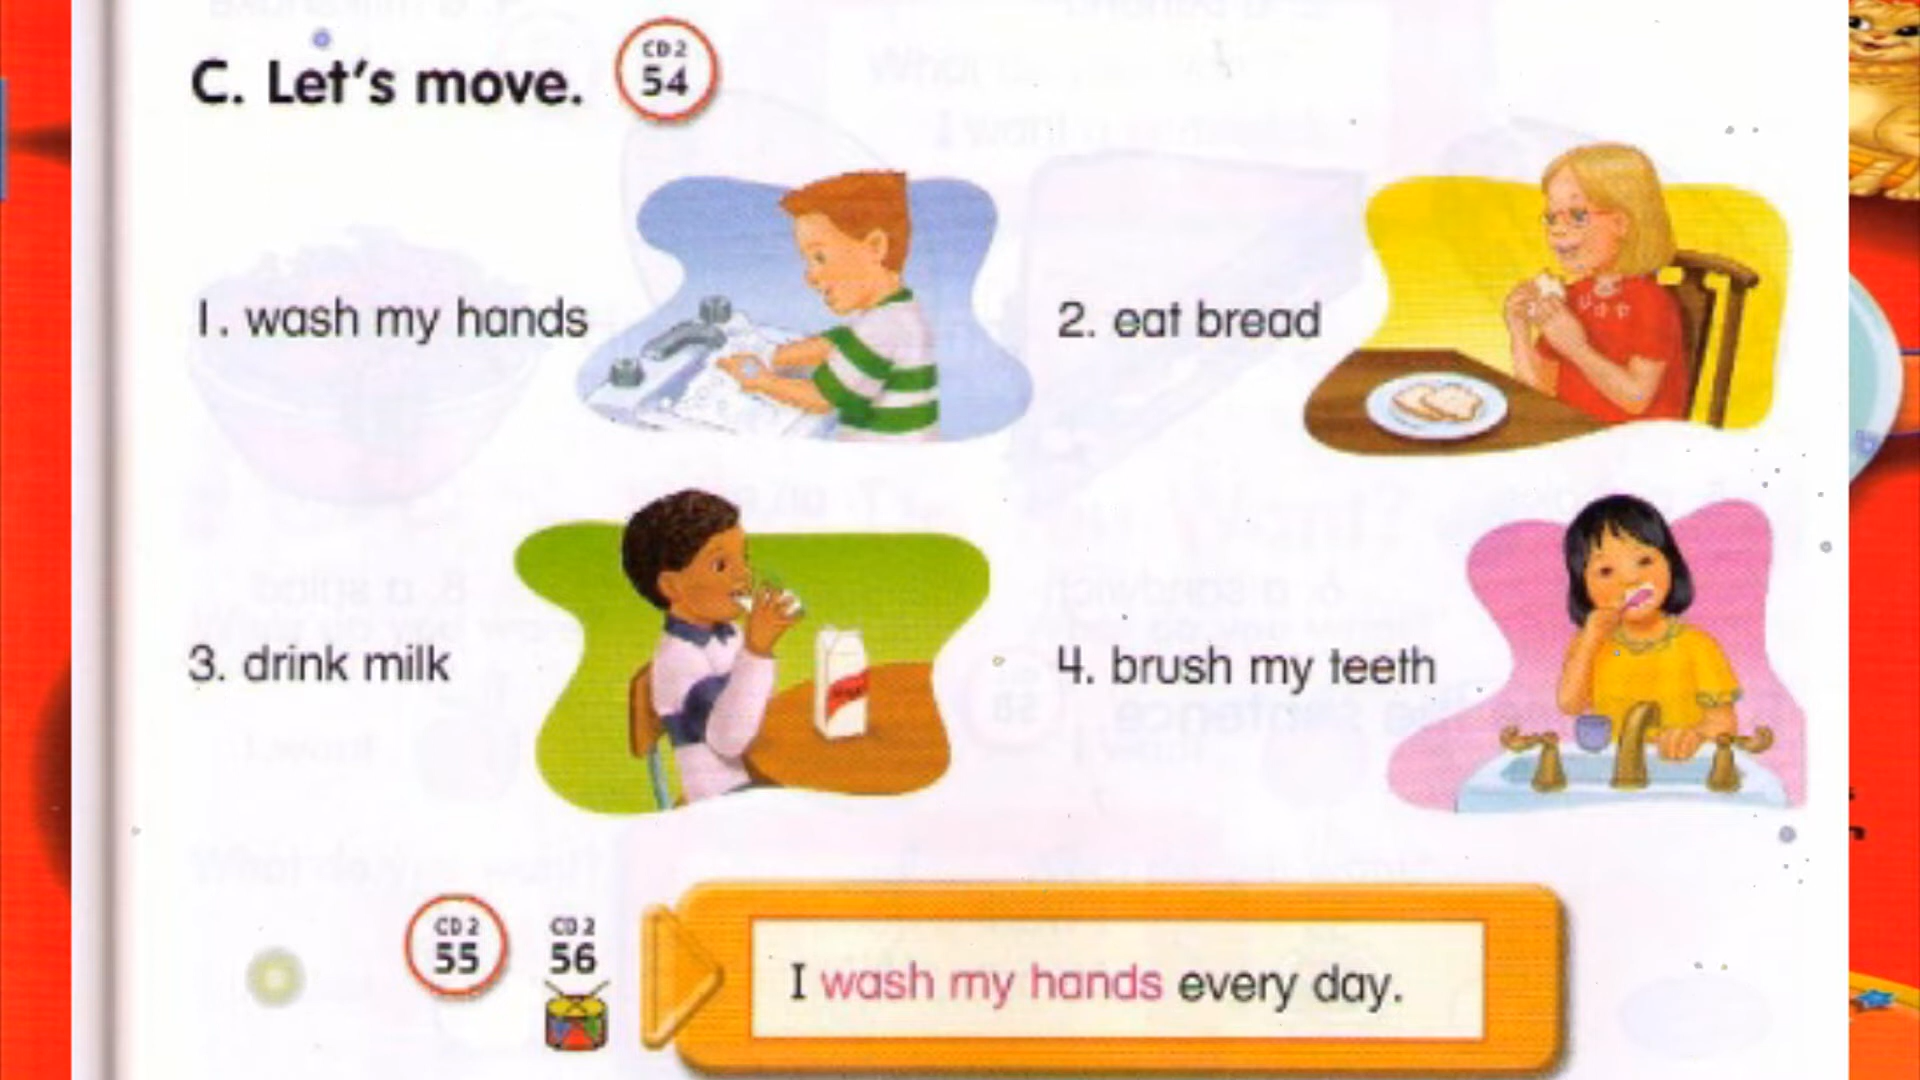 C. Let's move.
CD 2
54
1. wash my hands
2. eat bread
3. drink milk
4. brush my teeth
CD 2
55
CD 2
56
I wash my hands every day.